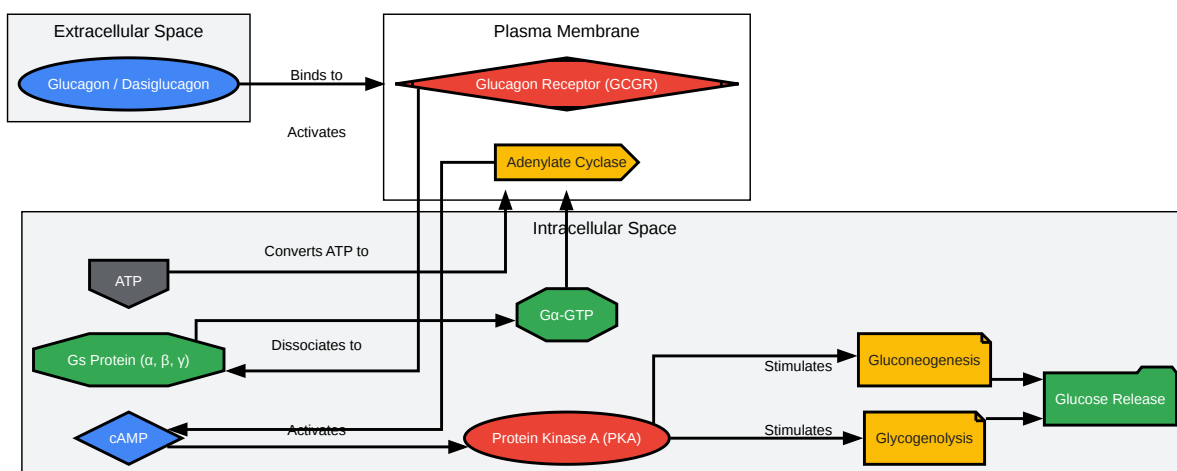 Extracellular Space
Plasma Membrane
Glucagon / Dasiglucagon
Binds to
Glucagon Receptor (GCGR)
Activates
Adenylate Cyclase
Intracellular Space
Converts ATP to
ATP
Gα-GTP
Dissociates to
Gs Protein (α, β, γ)
Gluconeogenesis
Stimulates
Glucose Release
cAMP
Activates
Protein Kinase A (PKA)
Stimulates
Glycogenolysis